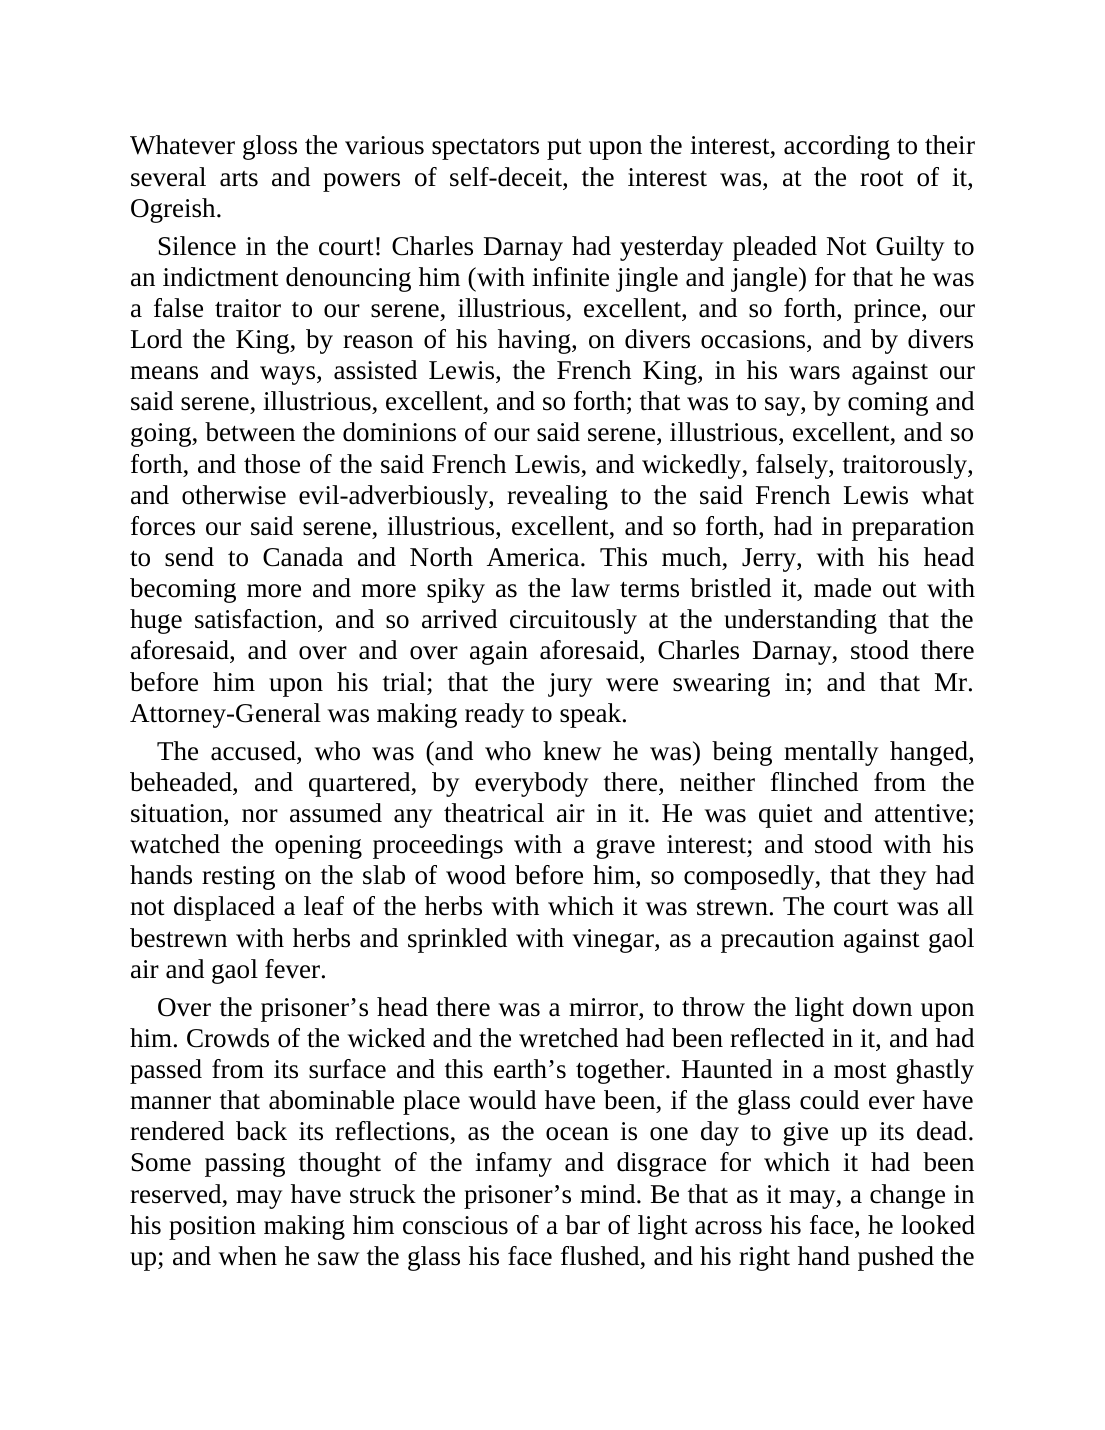 Whatever gloss the various spectators put upon the interest, according to their
several arts and powers of self-deceit, the interest was, at the root of it,
Ogreish.
Silence in the court! Charles Darnay had yesterday pleaded Not Guilty to
an indictment denouncing him (with infinite jingle and jangle) for that he was
a false traitor to our serene, illustrious, excellent, and so forth, prince, our
Lord the King, by reason of his having, on divers occasions, and by divers
means and ways, assisted Lewis, the French King, in his wars against our
said serene, illustrious, excellent, and so forth; that was to say, by coming and
going, between the dominions of our said serene, illustrious, excellent, and so
forth, and those of the said French Lewis, and wickedly, falsely, traitorously,
and otherwise evil-adverbiously, revealing to the said French Lewis what
forces our said serene, illustrious, excellent, and so forth, had in preparation
to send to Canada and North America. This much, Jerry, with his head
becoming more and more spiky as the law terms bristled it, made out with
huge satisfaction, and so arrived circuitously at the understanding that the
aforesaid, and over and over again aforesaid, Charles Darnay, stood there
before him upon his trial; that the jury were swearing in; and that Mr.
Attorney-General was making ready to speak.
The accused, who was (and who knew he was) being mentally hanged,
beheaded, and quartered, by everybody there, neither flinched from the
situation, nor assumed any theatrical air in it. He was quiet and attentive;
watched the opening proceedings with a grave interest; and stood with his
hands resting on the slab of wood before him, so composedly, that they had
not displaced a leaf of the herbs with which it was strewn. The court was all
bestrewn with herbs and sprinkled with vinegar, as a precaution against gaol
air and gaol fever.
Over the prisoner’s head there was a mirror, to throw the light down upon
him. Crowds of the wicked and the wretched had been reflected in it, and had
passed from its surface and this earth’s together. Haunted in a most ghastly
manner that abominable place would have been, if the glass could ever have
rendered back its reflections, as the ocean is one day to give up its dead.
Some passing thought of the infamy and disgrace for which it had been
reserved, may have struck the prisoner’s mind. Be that as it may, a change in
his position making him conscious of a bar of light across his face, he looked
up; and when he saw the glass his face flushed, and his right hand pushed the